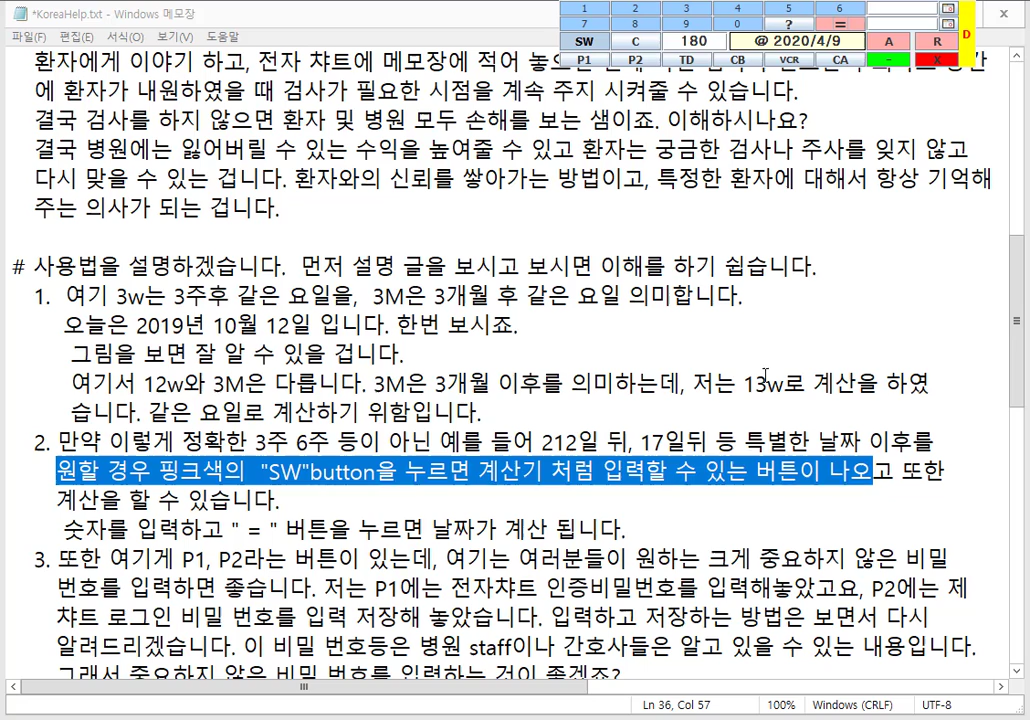 *KoreaHelp.txt - Windows 메모장
파일(F) 편집(E) 서식(O) 보기(V) 도움말
1 2 3 4 5 6
7 8 9 0 ? =
SW C 180 @ 2020/4/9 A R D
P1 P2 TD CB VCR CA - X
환자에게 이야기 하고, 전자 챠트에 메모장에 적어 놓으면
에 환자가 내원하였을 때 검사가 필요한 시점을 계속 주지 시켜줄 수 있습니다.
결국 검사를 하지 않으면 환자 및 병원 모두 손해를 보는 샘이죠. 이해하시나요?
결국 병원에는 잃어버릴 수 있는 수익을 높여줄 수 있고 환자는 궁금한 검사나 주사를 잊지 않고
다시 맞을 수 있는 겁니다. 환자와의 신뢰를 쌓아가는 방법이고, 특정한 환자에 대해서 항상 기억해
주는 의사가 되는 겁니다.
# 사용법을 설명하겠습니다. 먼저 설명 글을 보시고 보시면 이해를 하기 쉽습니다.
1. 여기 3w는 3주후 같은 요일을, 3M은 3개월 후 같은 요일 의미합니다.
오늘은 2019년 10월 12일 입니다. 한번 보시죠.
그림을 보면 잘 알 수 있을 겁니다.
여기서 12w와 3M은 다릅니다. 3M은 3개월 이후를 의미하는데, 저는 13w로 계산을 하였
습니다. 같은 요일로 계산하기 위함입니다.
2. 만약 이렇게 정확한 3주 6주 등이 아닌 예를 들어 212일 뒤, 17일뒤 등 특별한 날짜 이후를
원할 경우 핑크색의 "SW"button을 누르면 계산기 처럼 입력할 수 있는 버튼이 나오고 또한
계산을 할 수 있습니다.
숫자를 입력하고 " = " 버튼을 누르면 날짜가 계산 됩니다.
3. 또한 여기게 P1, P2라는 버튼이 있는데, 여기는 여러분들이 원하는 크게 중요하지 않은 비밀
번호를 입력하면 좋습니다. 저는 P1에는 전자챠트 인증비밀번호를 입력해놓았고요, P2에는 제
챠트 로그인 비밀 번호를 입력 저장해 놓았습니다. 입력하고 저장하는 방법은 보면서 다시
알려드리겠습니다. 이 비밀 번호등은 병원 staff이나 간호사들은 알고 있을 수 있는 내용입니다.
그래서 중요하지 않은 비밀 번호를 입력하는 것이 좋겠죠?
Ln 36, Col 57 100% Windows (CRLF) UTF-8